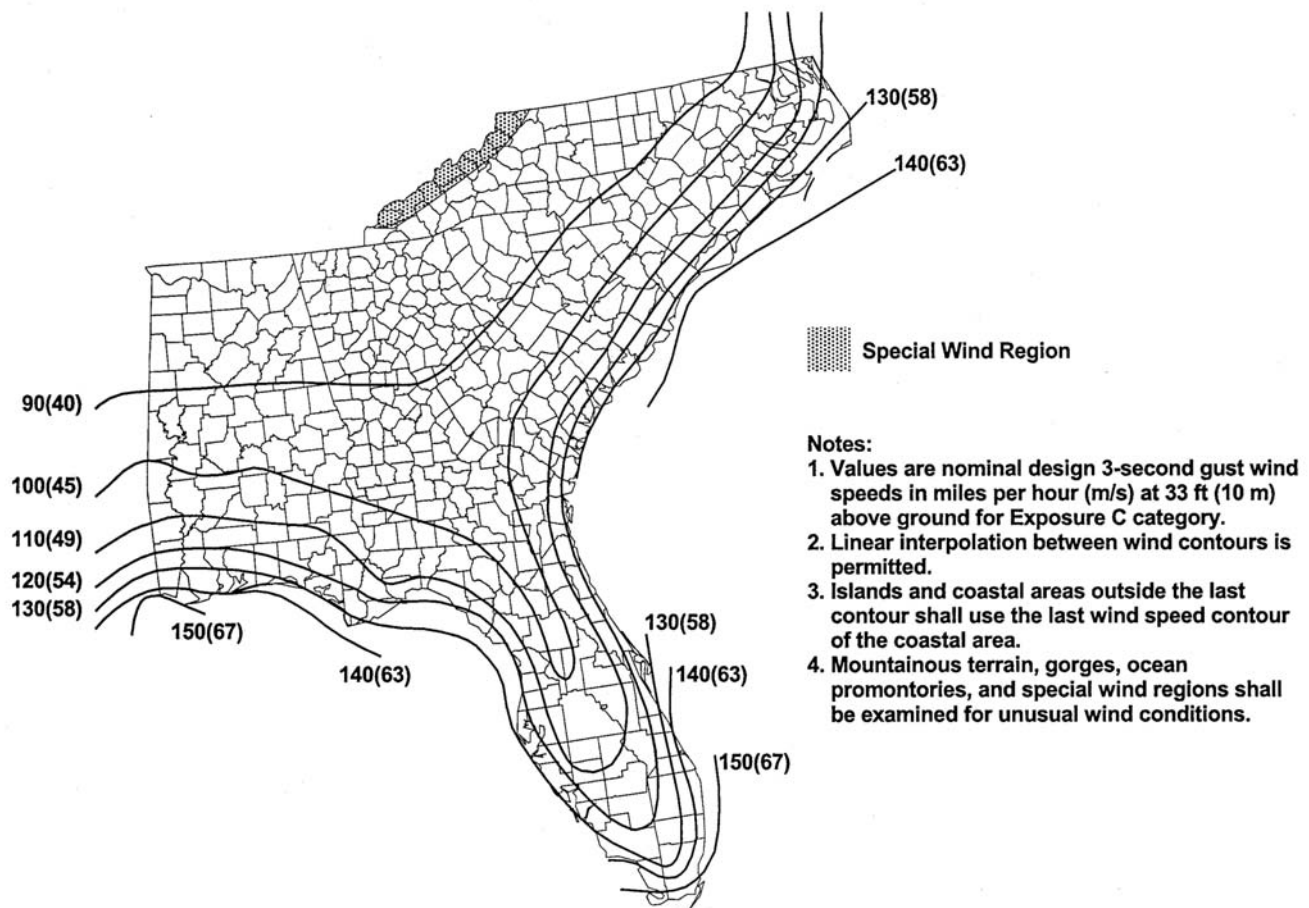 130(58)
140(63)
Special Wind Region
90(40)
100(45)
110(49)
120(54)
130(58)
150(67)
140(63)
130(58)
140(63)
150(67)
Notes:
1. Values are nominal design 3-second gust wind
speeds in miles per hour (m/s) at 33 ft (10 m)
above ground for Exposure C category.
2. Linear interpolation between wind contours is
permitted.
3. Islands and coastal areas outside the last
contour shall use the last wind speed contour
of the coastal area.
4. Mountainous terrain, gorges, ocean
promontories, and special wind regions shall
be examined for unusual wind conditions.